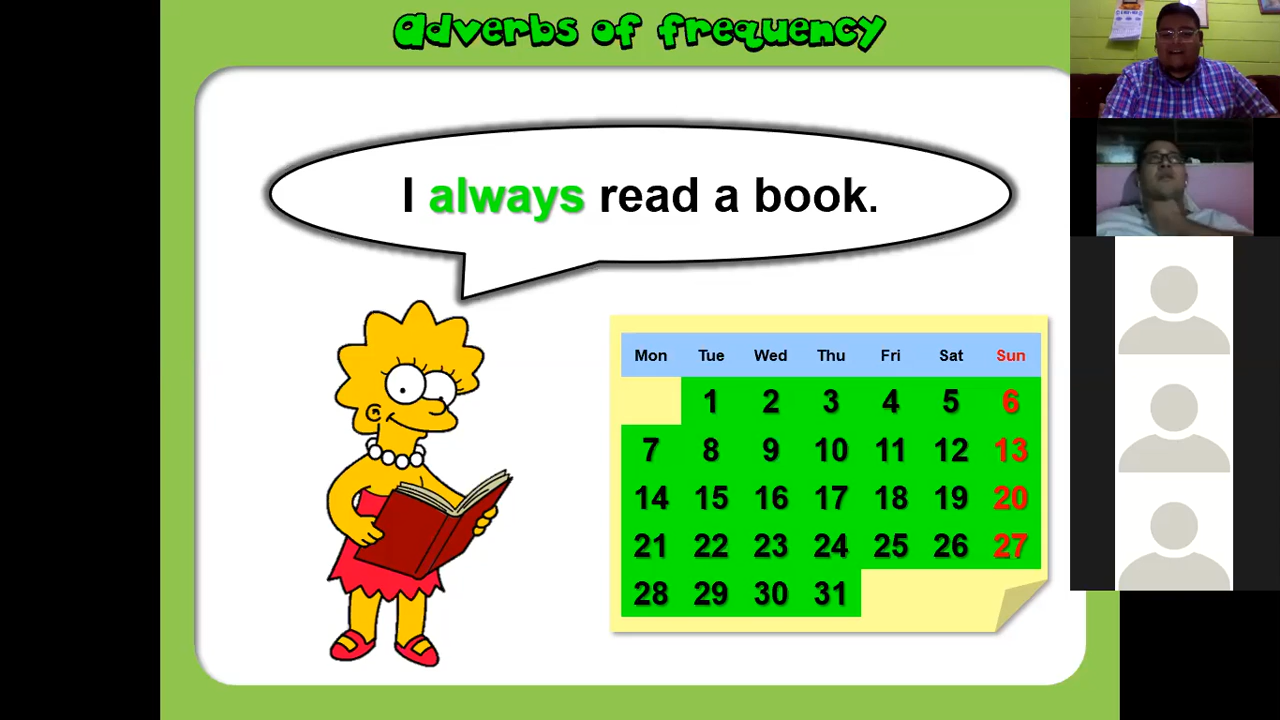 Adverbs of frequency
I always read a book.
Mon Tue Wed Thu Fri Sat Sun
1 2 3 4 5 6
7 8 9 10 11 12 13
14 15 16 17 18 19 20
21 22 23 24 25 26 27
28 29 30 31